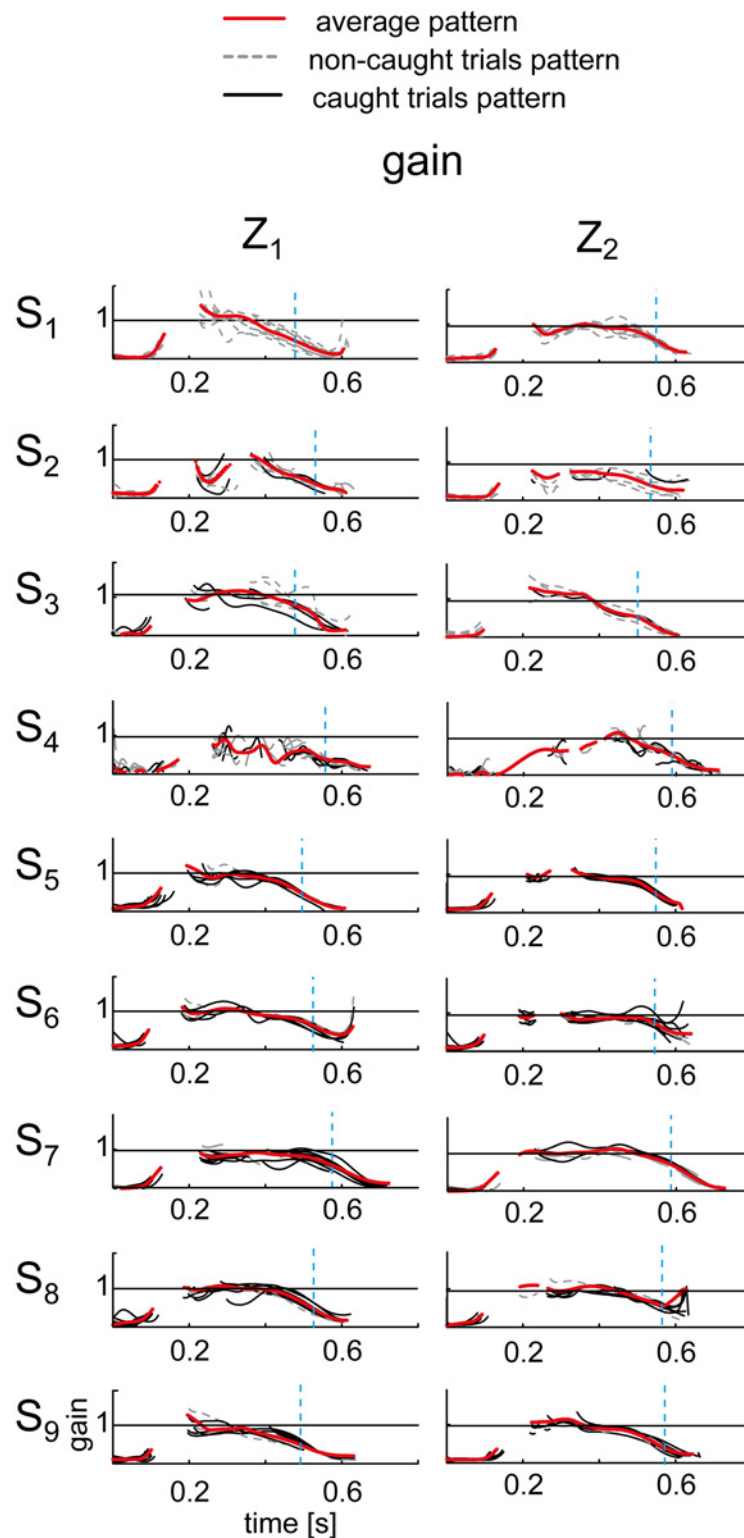 average pattern
non-caught trials pattern
caught trials pattern
gain
Z1 Z2
S1 1
0.2 0.6 0.2 0.6
S2 1
0.2 0.6 0.2 0.6
S3 1
0.2 0.6 0.2 0.6
S4 1
0.2 0.6 0.2 0.6
S5 1
0.2 0.6 0.2 0.6
S6 1
0.2 0.6 0.2 0.6
S7 1
0.2 0.6 0.2 0.6
S8 1
0.2 0.6 0.2 0.6
S9 gain 1
0.2 0.6 0.2 0.6
time [s]